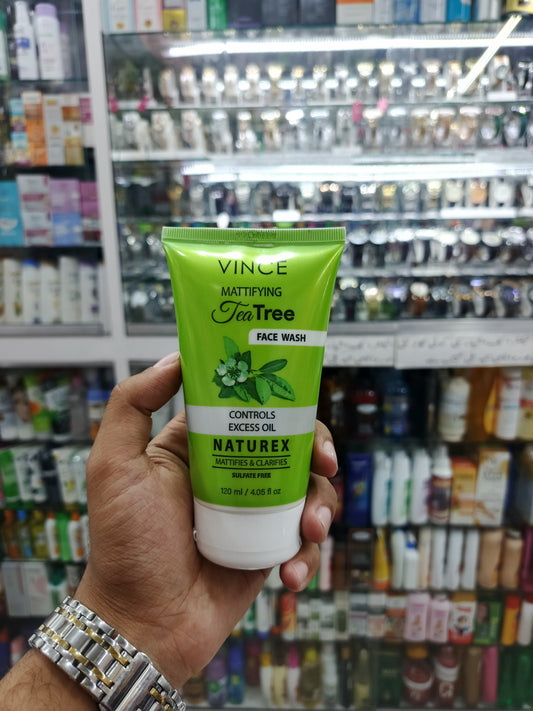 VINCE
MATTIFYING
Tea Tree
FACE WASH
CONTROLS
EXCESS OIL
NATUREX
MATTIFIES & CLARIFIES
SULFATE FREE
120 ml / 4.05 fl oz